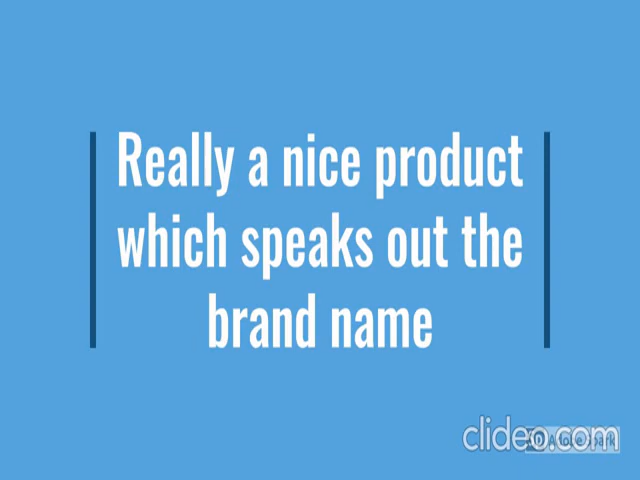 Really a nice product
which speaks out the
brand name
clideo.com